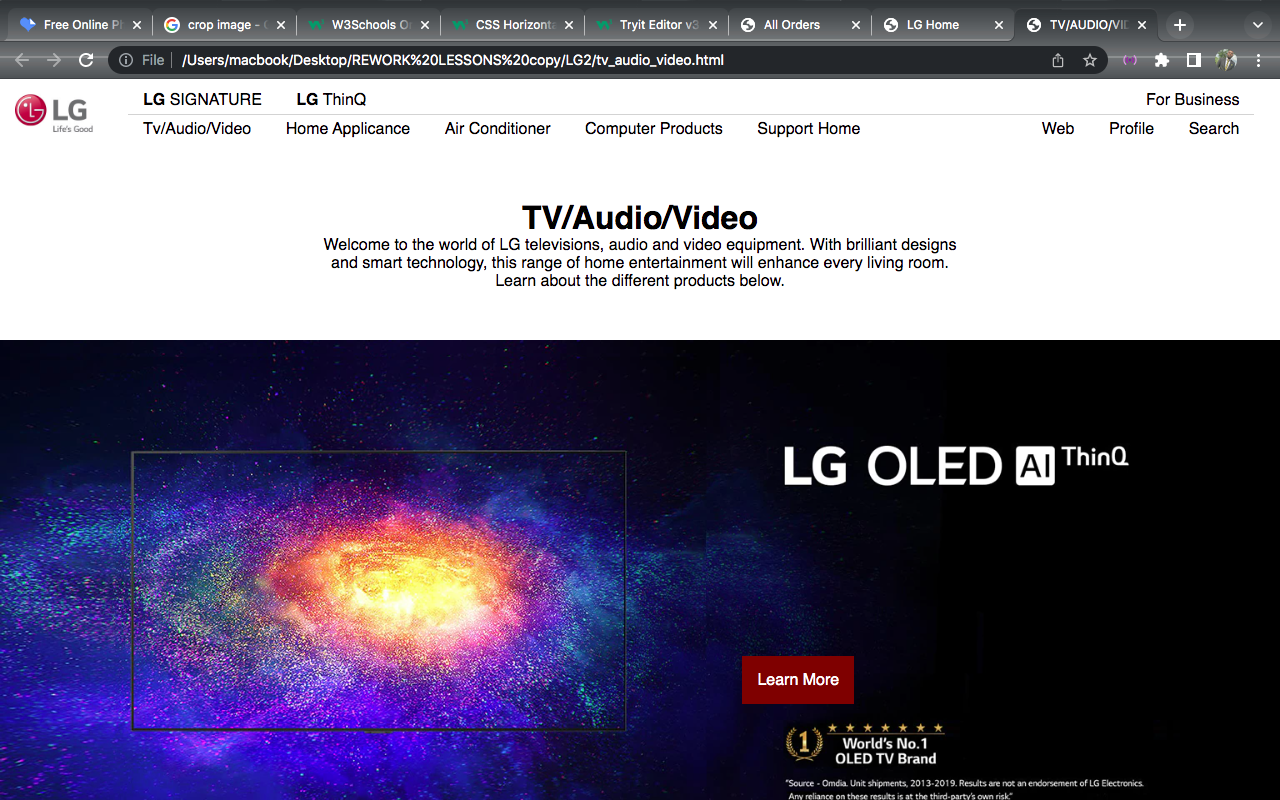 Free Online Ph
crop image - G
W3Schools On
CSS Horizonta
Tryit Editor v3
All Orders
LG Home
TV/AUDIO/VID
File /Users/macbook/Desktop/REWORK%20LESSONS%20copy/LG2/tv_audio_video.html
LG
Life's Good
LG SIGNATURE LG ThinQ For Business
Tv/Audio/Video Home Applicance Air Conditioner Computer Products Support Home Web Profile Search
TV/Audio/Video
Welcome to the world of LG televisions, audio and video equipment. With brilliant designs
and smart technology, this range of home entertainment will enhance every living room.
Learn about the different products below.
LG OLED AI ThinQ
Learn More
1
World's No.1
OLED TV Brand
"Source - Omdia. Unit shipments, 2013-2019. Results are not an endorsement of LG Electronics.
Any reliance on these results is at the third-party's own risk."